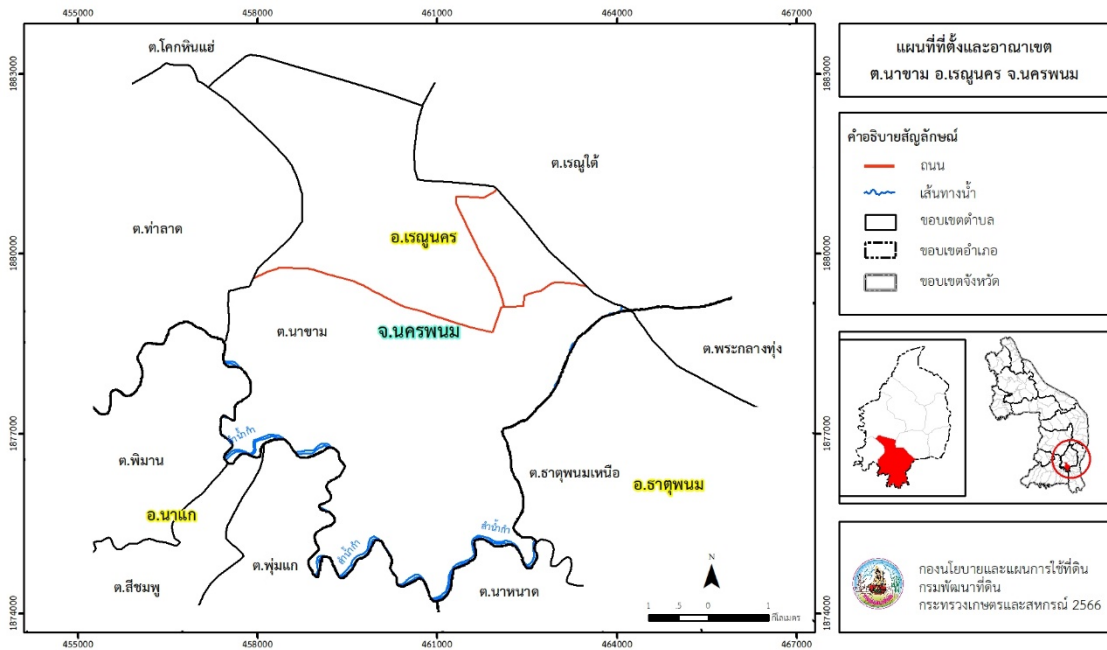 455000 458000 461000 464000 467000
1883000
1880000
1877000
1874000
ต.โคกหินแฮ่
ต.เรณูใต้
ต.ท่าลาด
อ.เรณูนคร
ต.นาขาม
จ.นครพนม
ต.พระกลางทุ่ง
ลำน้ำก่ำ
ต.พิมาน
ต.ธาตุพนมเหนือ
อ.ธาตุพนม
อ.นาแก
ลำน้ำก่ำ
ลำน้ำก่ำ
ต.พุ่มแก
ต.สีชมพู
ต.นาหนาด
N
1 .5 0 1
กิโลเมตร
1883000
1880000
1877000
1874000
455000 458000 461000 464000 467000
แผนที่ที่ตั้งและอาณาเขต
ต.นาขาม อ.เรณูนคร จ.นครพนม
คำอธิบายสัญลักษณ์
ถนน
เส้นทางน้ำ
ขอบเขตตำบล
ขอบเขตอำเภอ
ขอบเขตจังหวัด
กองนโยบายและแผนการใช้ที่ดิน
กรมพัฒนาที่ดิน
กระทรวงเกษตรและสหกรณ์ 2566